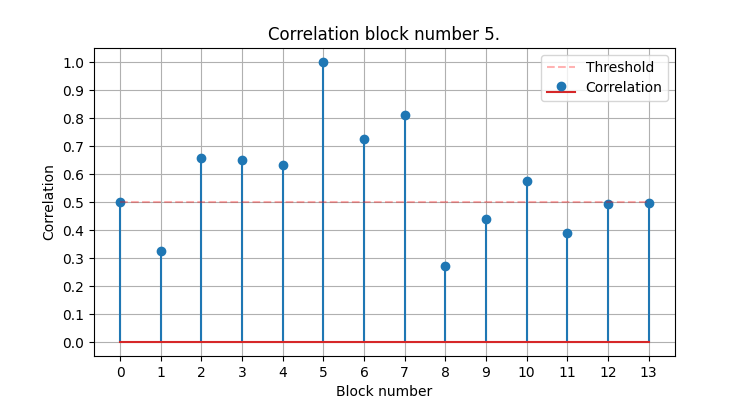 Correlation block number 5.
Threshold
Correlation
Correlation
1.0
0.9
0.8
0.7
0.6
0.5
0.4
0.3
0.2
0.1
0.0
0 1 2 3 4 5 6 7 8 9 10 11 12 13
Block number